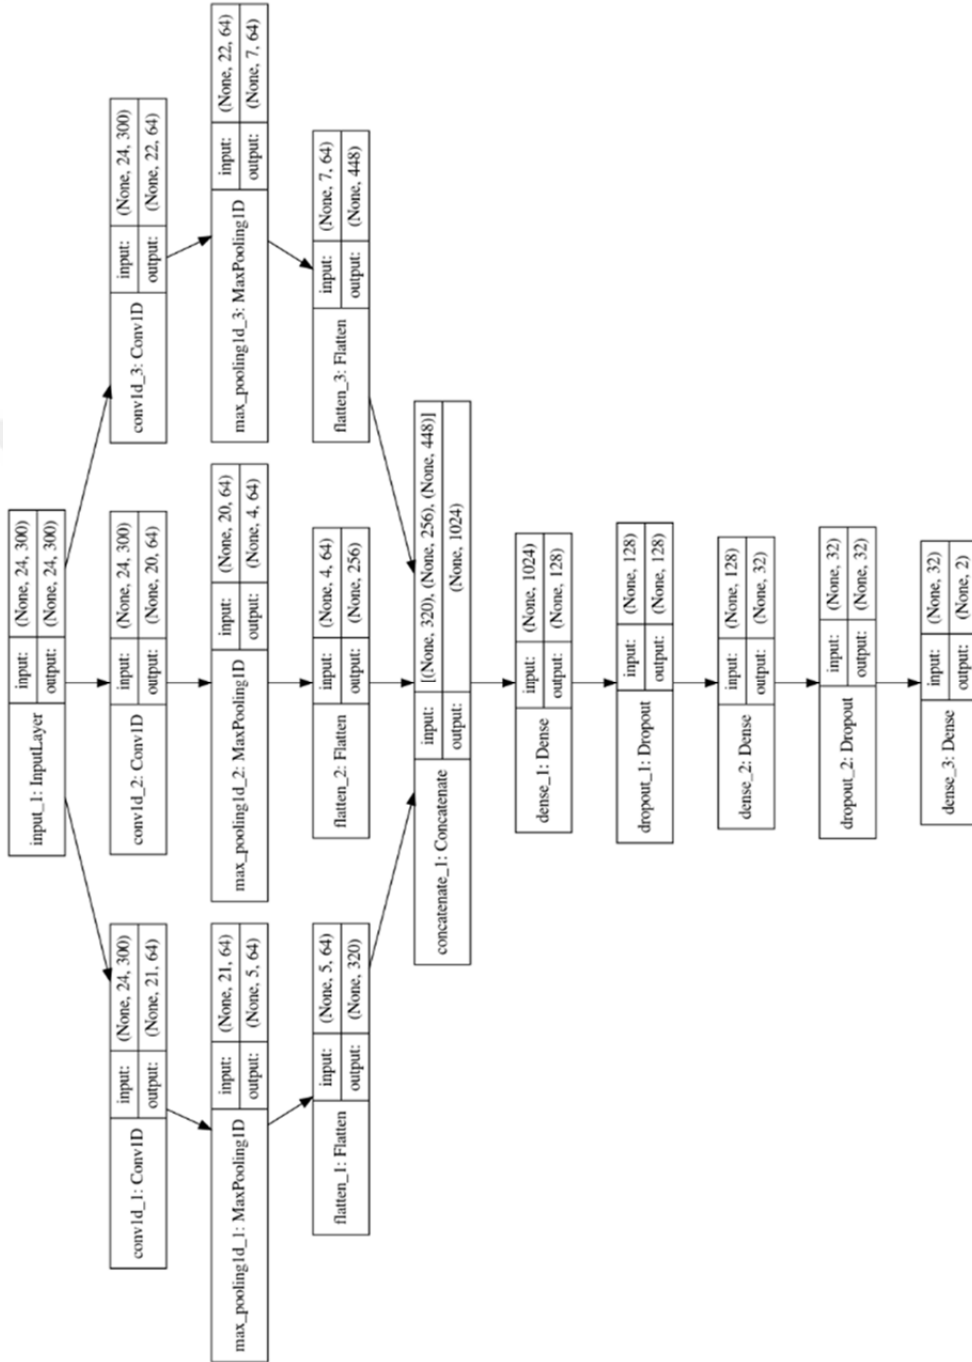 input_1: InputLayer
input: (None, 24, 300)
output: (None, 24, 300)
conv1d_1: Conv1D
input: (None, 24, 300)
output: (None, 21, 64)
conv1d_2: Conv1D
input: (None, 24, 300)
output: (None, 20, 64)
conv1d_3: Conv1D
input: (None, 24, 300)
output: (None, 22, 64)
max_pooling1d_1: MaxPooling1D
input: (None, 21, 64)
output: (None, 5, 64)
max_pooling1d_2: MaxPooling1D
input: (None, 20, 64)
output: (None, 4, 64)
max_pooling1d_3: MaxPooling1D
input: (None, 22, 64)
output: (None, 7, 64)
flatten_1: Flatten
input: (None, 5, 64)
output: (None, 320)
flatten_2: Flatten
input: (None, 4, 64)
output: (None, 256)
flatten_3: Flatten
input: (None, 7, 64)
output: (None, 448)
concatenate_1: Concatenate
input: [(None, 320), (None, 256), (None, 448)]
output: (None, 1024)
dense_1: Dense
input: (None, 1024)
output: (None, 128)
dropout_1: Dropout
input: (None, 128)
output: (None, 128)
dense_2: Dense
input: (None, 128)
output: (None, 32)
dropout_2: Dropout
input: (None, 32)
output: (None, 32)
dense_3: Dense
input: (None, 32)
output: (None, 2)